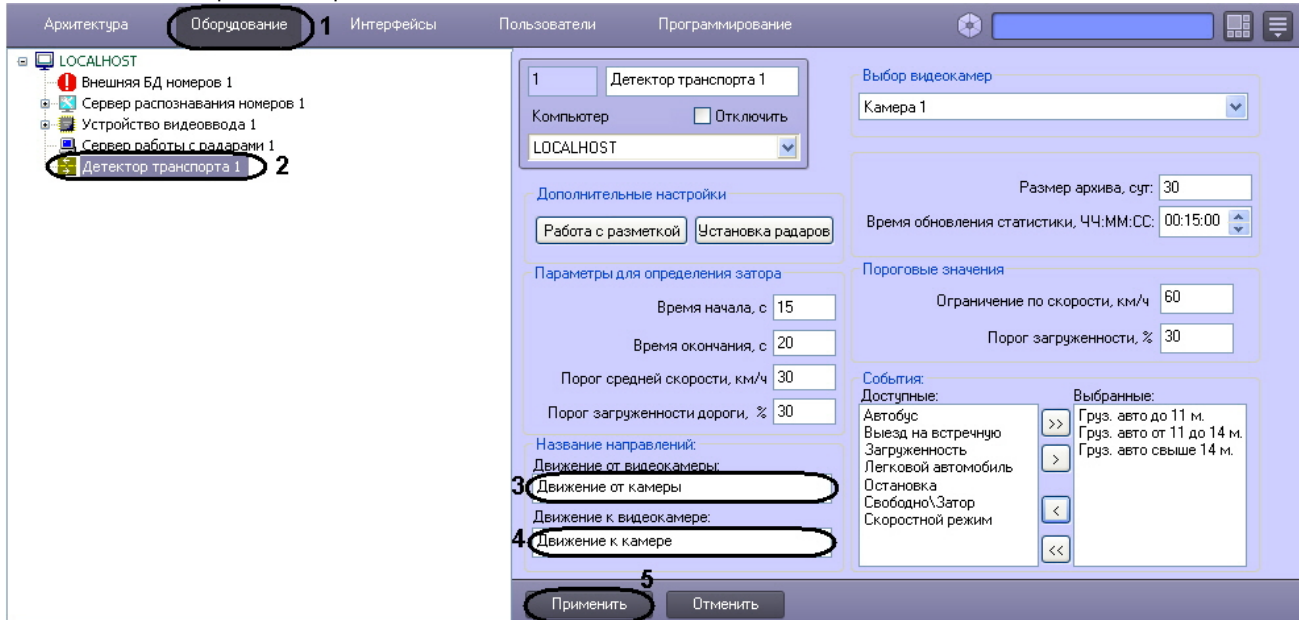 Архитектура Оборудование 1 Интерфейсы Пользователи Программирование
LOCALHOST
Внешняя БД номеров 1
Сервер распознавания номеров 1
Устройство видеоввода 1
Сервер работы с радарами 1
Детектор транспорта 1 2
1 Детектор транспорта 1
Компьютер Отключить
LOCALHOST
Дополнительные настройки
Работа с разметкой Установка радаров
Параметры для определения затора
Время начала, с 15
Время окончания, с 20
Порог средней скорости, км/ч 30
Порог загруженности дороги, % 30
Название направлений:
Движение от видеокамеры:
3 Движение от камеры
Движение к видеокамере:
4 Движение к камере
Выбор видеокамер
Камера 1
Размер архива, сут: 30
Время обновления статистики, ЧЧ:ММ:СС: 00:15:00
Пороговые значения
Ограничение по скорости, км/ч 60
Порог загруженности, % 30
События:
Доступные:
Автобус
Выезд на встречную
Загруженность
Легковой автомобиль
Остановка
Свободно\Затор
Скоростной режим
>>
>
<
<<
Выбранные:
Груз. авто до 11 м.
Груз. авто от 11 до 14 м.
Груз. авто свыше 14 м.
5
Применить Отменить